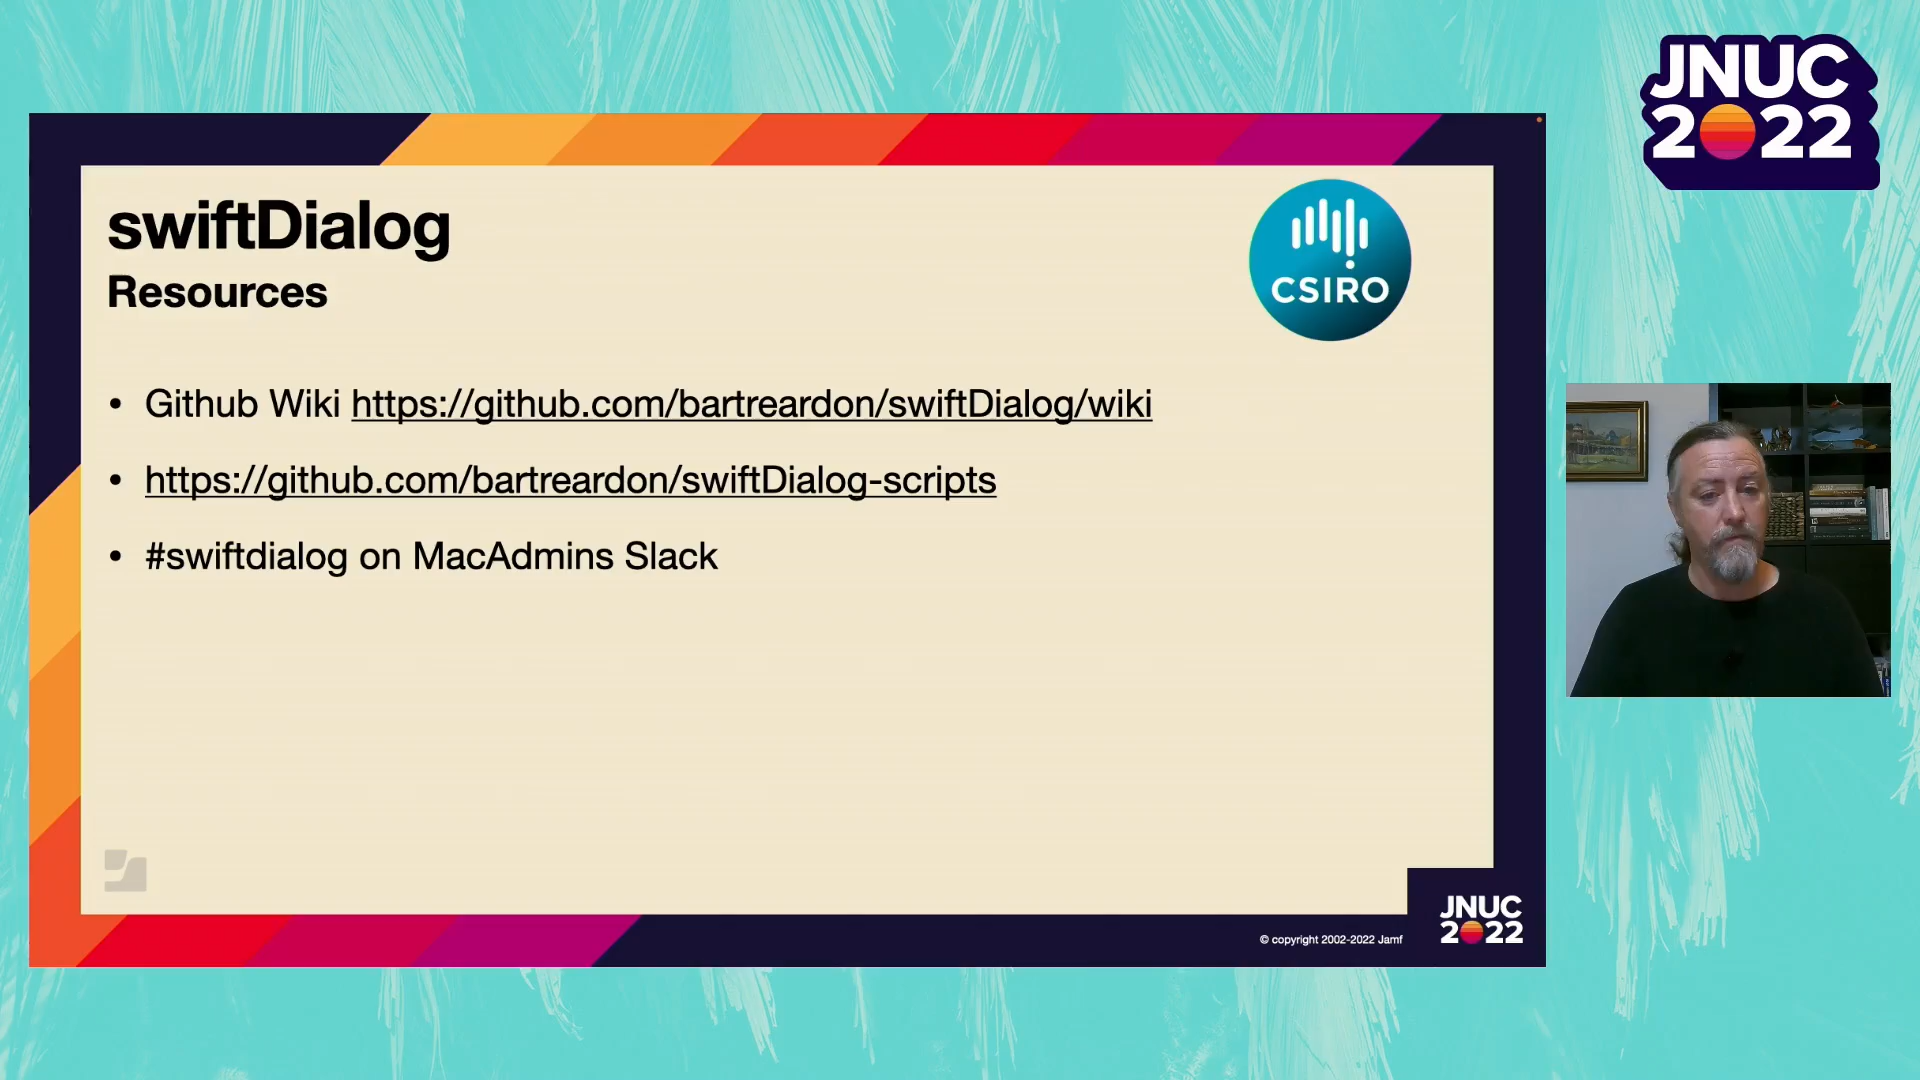 JNUC
2022
swiftDialog
Resources
CSIRO
• Github Wiki https://github.com/bartreardon/swiftDialog/wiki
• https://github.com/bartreardon/swiftDialog-scripts
• #swiftdialog on MacAdmins Slack
© copyright 2002-2022 Jamf
JNUC
2022